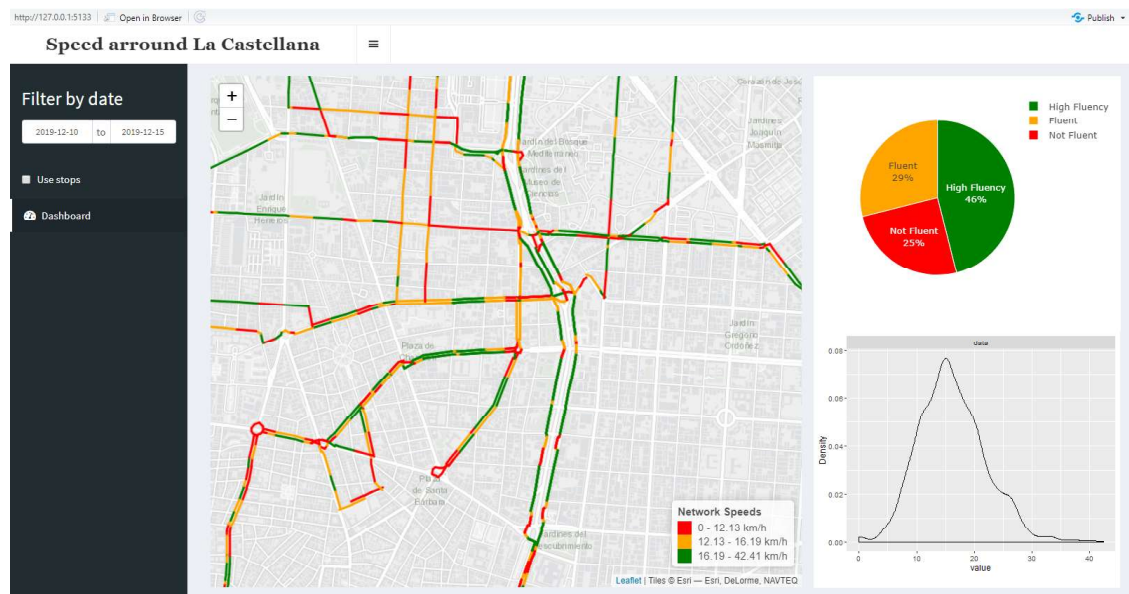 http://127.0.0.1:5133
Open in Browser
Publish
Speed arround La Castellana
Filter by date
2019-12-10 to 2019-12-15
Use stops
Dashboard
+
−
Jardín del Bosque
Mediterráneo
Jardines del
Museo de
Ciencias
Jardines
Joaquín
Jardín
Enrique
Herreros
Plaza de
Jardín
Gregorio
Ordóñez
Plaza
de Santa
Bárbara
Jardines del
Descubrimiento
Network Speeds
0 - 12.13 km/h
12.13 - 16.19 km/h
16.19 - 42.41 km/h
Leaflet | Tiles © Esri — Esri, DeLorme, NAVTEQ
High Fluency
Fluent
Not Fluent
Fluent
29%
High Fluency
46%
Not Fluent
25%
data
0.08
0.06
0.04
0.02
0.00
Density
0 10 20 30 40
value